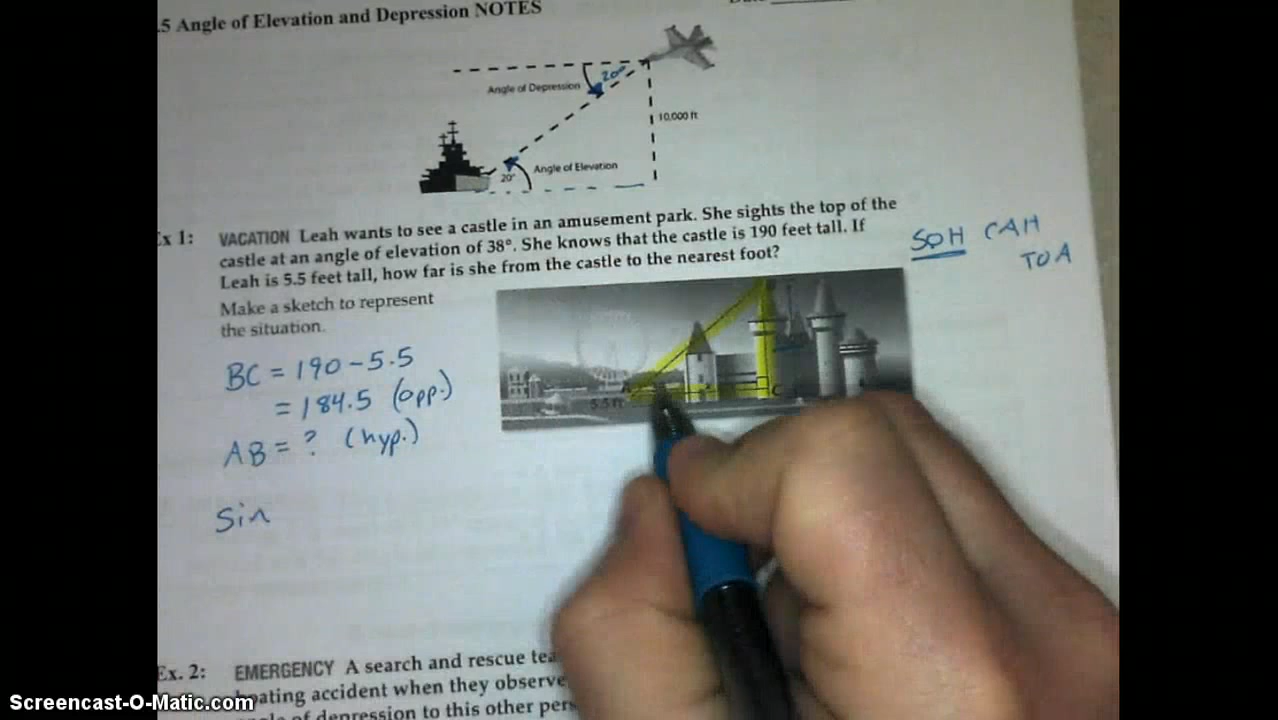 .5 Angle of Elevation and Depression NOTES
20°
Angle of Depression
10,000 ft
Angle of Elevation
20°
Ex 1: VACATION Leah wants to see a castle in an amusement park. She sights the top of the
castle at an angle of elevation of 38°. She knows that the castle is 190 feet tall. If
Leah is 5.5 feet tall, how far is she from the castle to the nearest foot?
SOH CAH
TOA
Make a sketch to represent
the situation.
BC = 190 - 5.5
= 184.5 (opp.)
AB = ? (hyp.)
Sin
5.5 ft
C
Ex. 2: EMERGENCY A search and rescue tea
boating accident when they observe
of depression to this other pers
Screencast-O-Matic.com